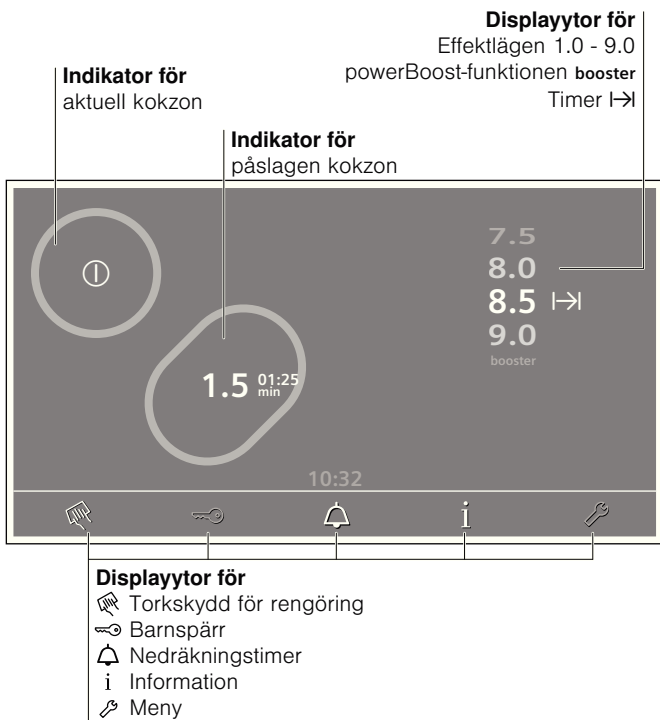 Displayytor för
Effektlägen 1.0 - 9.0
powerBoost-funktionen booster
Timer
Indikator för
aktuell kokzon
Indikator för
påslagen kokzon
7.5
8.0
8.5
9.0
booster
1.5 01:25
min
10:32
i
Displayytor för
Torkskydd för rengöring
Barnspärr
Nedräkningstimer
i Information
Meny